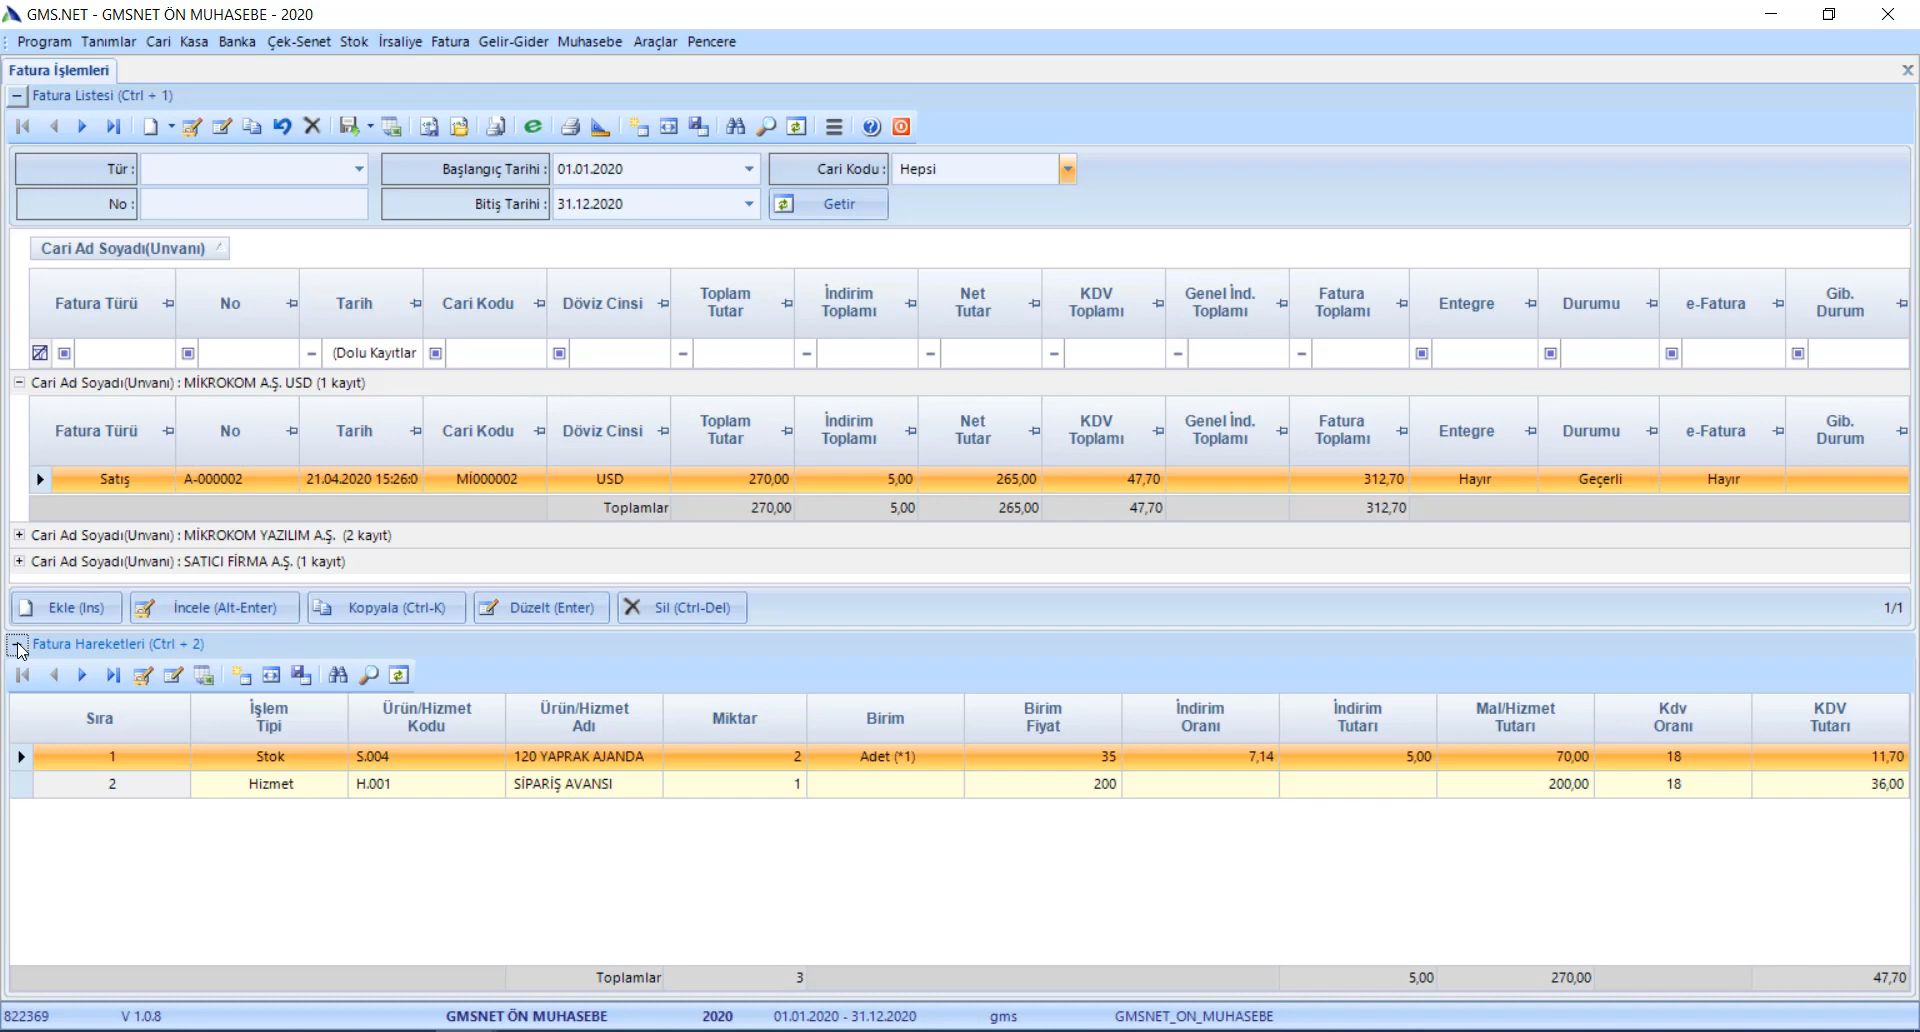 GMS.NET - GMSNET ÖN MUHASEBE - 2020
Program Tanımlar Cari Kasa Banka Çek-Senet Stok İrsaliye Fatura Gelir-Gider Muhasebe Araçlar Pencere
Fatura İşlemleri
Fatura Listesi (Ctrl + 1)
Tür : Başlangıç Tarihi : 01.01.2020 Cari Kodu : Hepsi
No : Bitiş Tarihi : 31.12.2020 Getir
Cari Ad Soyadı(Unvanı)
Fatura Türü No Tarih Cari Kodu Döviz Cinsi Toplam Tutar İndirim Toplamı Net Tutar KDV Toplamı Genel İnd. Toplamı Fatura Toplamı Entegre Durumu e-Fatura Gib. Durum
(Dolu Kayıtlar
Cari Ad Soyadı(Unvanı) : MİKROKOM A.Ş. USD (1 kayıt)
Fatura Türü No Tarih Cari Kodu Döviz Cinsi Toplam Tutar İndirim Toplamı Net Tutar KDV Toplamı Genel İnd. Toplamı Fatura Toplamı Entegre Durumu e-Fatura Gib. Durum
Satış A-000002 21.04.2020 15:26:0 Mİ000002 USD 270,00 5,00 265,00 47,70 312,70 Hayır Geçerli Hayır
Toplamlar 270,00 5,00 265,00 47,70 312,70
Cari Ad Soyadı(Unvanı) : MİKROKOM YAZILIM A.Ş. (2 kayıt)
Cari Ad Soyadı(Unvanı) : SATICI FİRMA A.Ş. (1 kayıt)
Ekle (Ins) İncele (Alt-Enter) Kopyala (Ctrl-K) Düzelt (Enter) Sil (Ctrl-Del) 1/1
Fatura Hareketleri (Ctrl + 2)
Sıra İşlem Tipi Ürün/Hizmet Kodu Ürün/Hizmet Adı Miktar Birim Birim Fiyat İndirim Oranı İndirim Tutarı Mal/Hizmet Tutarı Kdv Oranı KDV Tutarı
1 Stok S.004 120 YAPRAK AJANDA 2 Adet (*1) 35 7,14 5,00 70,00 18 11,70
2 Hizmet H.001 SİPARİŞ AVANSI 1 200 200,00 18 36,00
Toplamlar 3 5,00 270,00 47,70
822369 V 1.0.8 GMSNET ÖN MUHASEBE 2020 01.01.2020 - 31.12.2020 gms GMSNET_ON_MUHASEBE